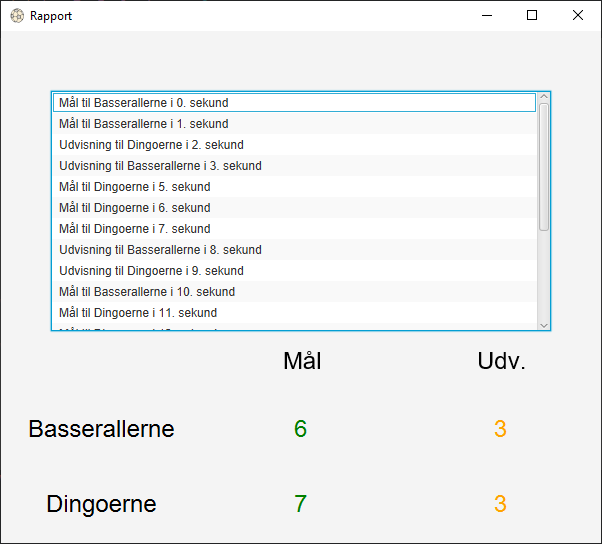 Rapport
Mål til Basserallerne i 0. sekund
Mål til Basserallerne i 1. sekund
Udvisning til Dingoerne i 2. sekund
Udvisning til Basserallerne i 3. sekund
Mål til Dingoerne i 5. sekund
Mål til Dingoerne i 6. sekund
Mål til Dingoerne i 7. sekund
Udvisning til Basserallerne i 8. sekund
Udvisning til Dingoerne i 9. sekund
Mål til Basserallerne i 10. sekund
Mål til Dingoerne i 11. sekund
Mål Udv.
Basserallerne 6 3
Dingoerne 7 3